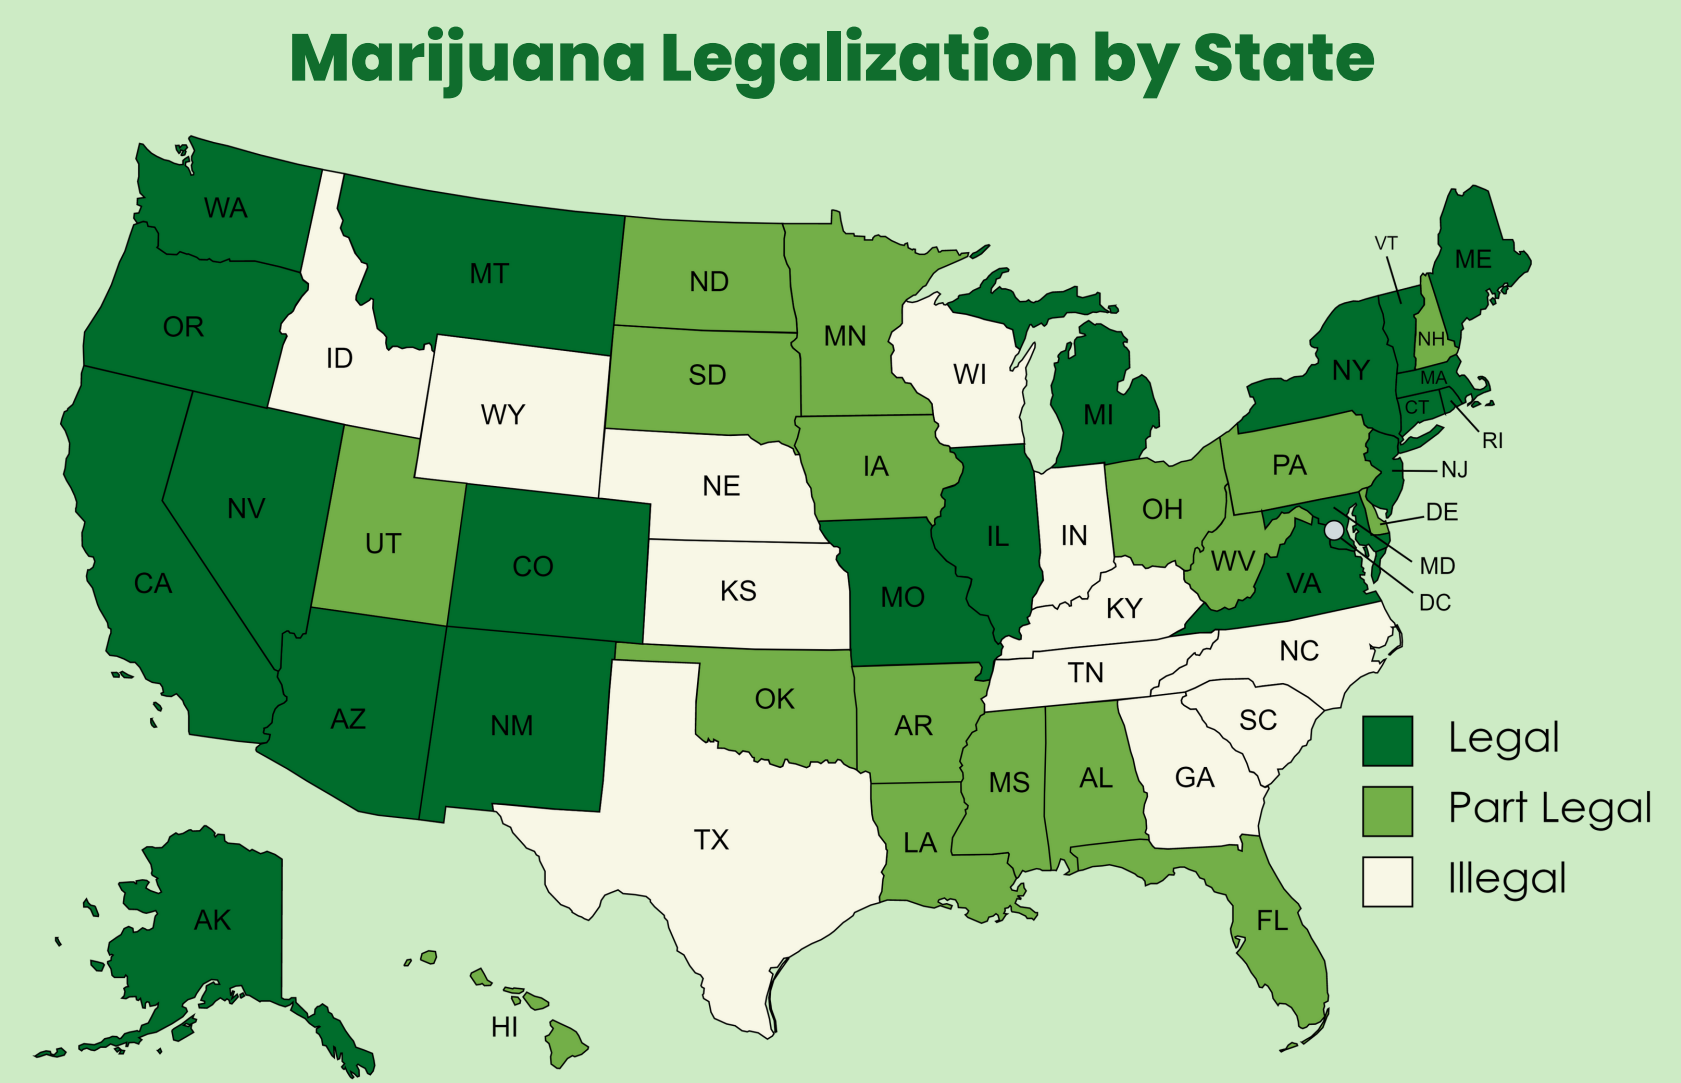 Marijuana Legalization by State
WA
MT
ND
MN
VT
ME
OR
ID
SD
WI
NH
NY
MA
WY
MI
CT
RI
IA
PA
NJ
NE
NV
OH
DE
UT
CO
IL
IN
WV
MD
CA
KS
MO
KY
VA
DC
TN
NC
AZ
NM
OK
AR
SC
Legal
MS
AL
GA
Part Legal
TX
LA
Illegal
AK
FL
HI